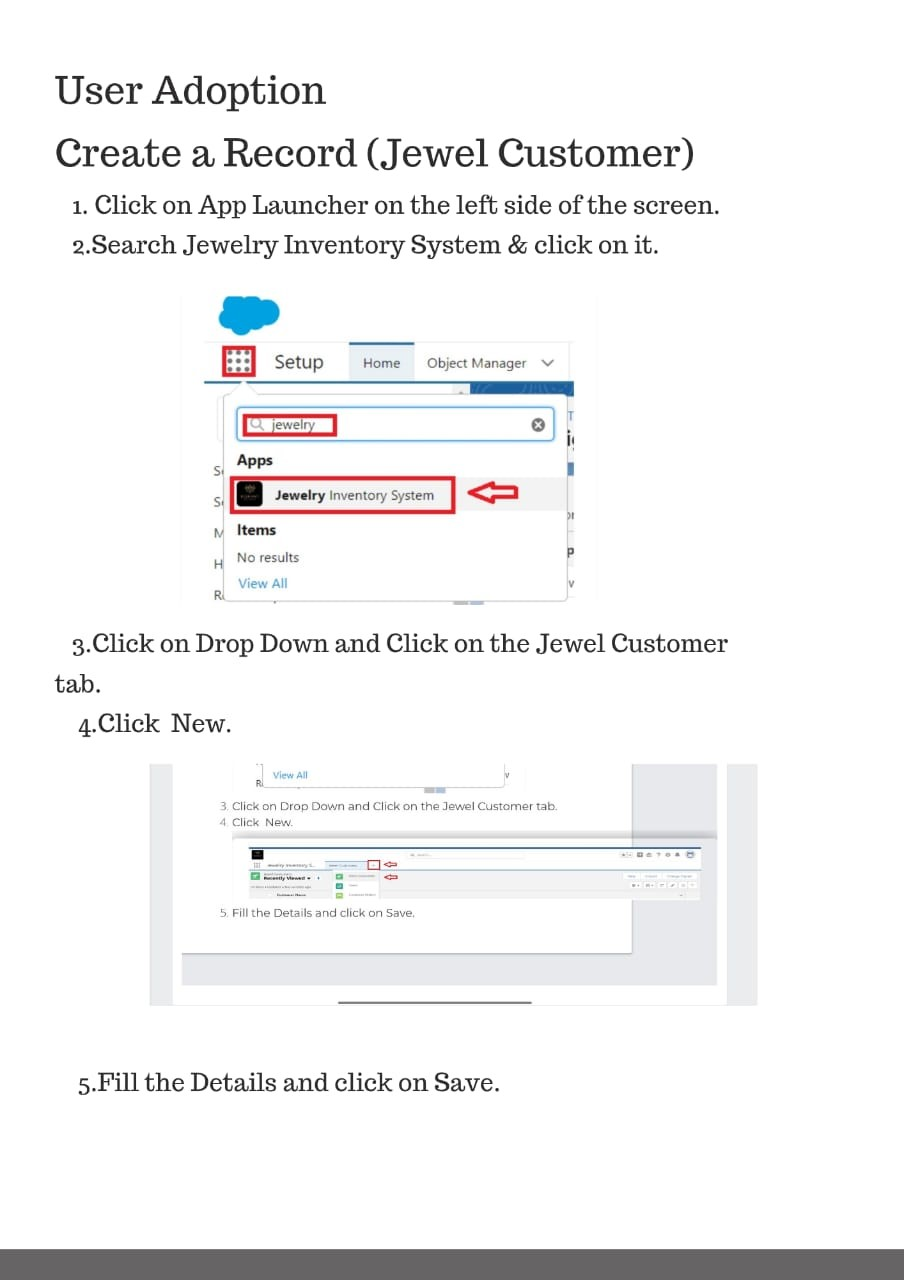 User Adoption
Create a Record (Jewel Customer)
1. Click on App Launcher on the left side of the screen.
2.Search Jewelry Inventory System & click on it.
Setup Home Object Manager
jewelry
Apps
Jewelry Inventory System
Items
No results
View All
3.Click on Drop Down and Click on the Jewel Customer
tab.
4.Click New.
View All
3. Click on Drop Down and Click on the Jewel Customer tab.
4. Click New.
Jewelry Inventory S...
Recently Viewed
5. Fill the Details and click on Save.
5.Fill the Details and click on Save.